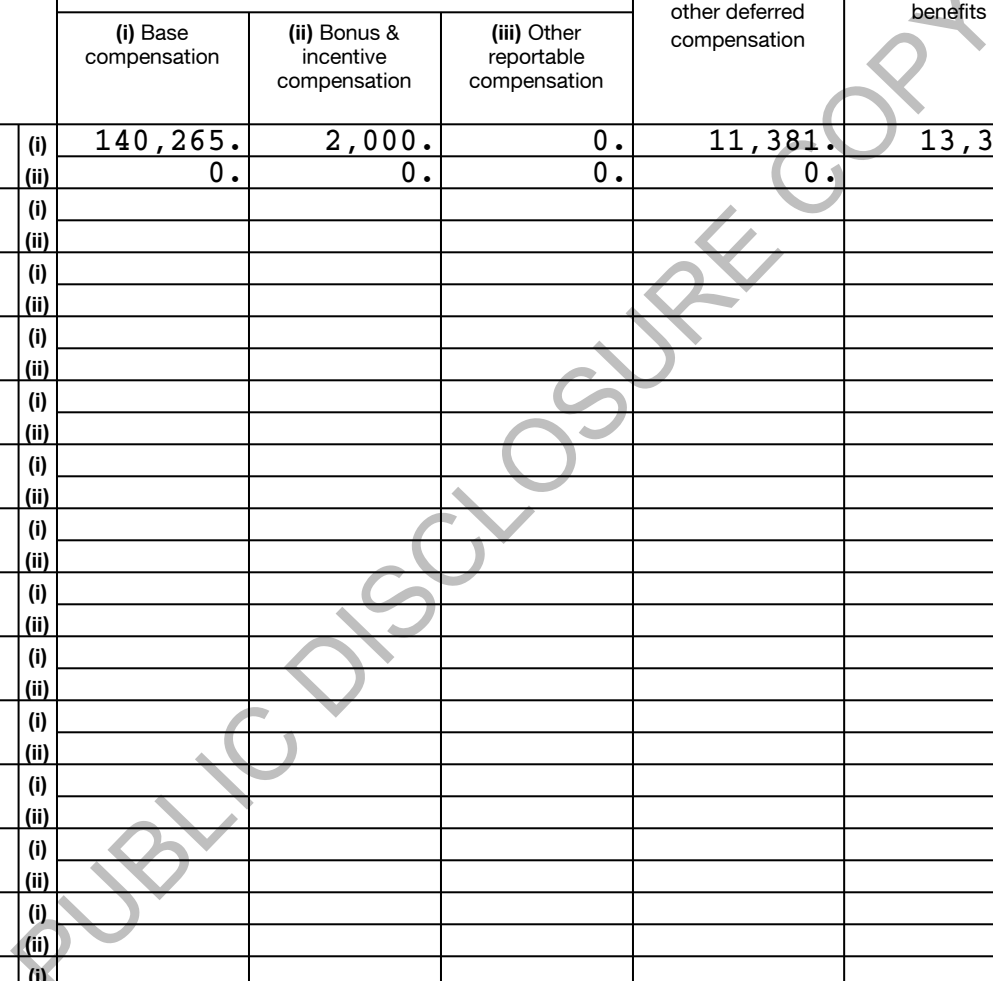 other deferred compensation
benefits
(i) Base compensation
(ii) Bonus & incentive compensation
(iii) Other reportable compensation
(i) 140,265. 2,000. 0. 11,381. 13,3
(ii) 0. 0. 0. 0.
(i)
(ii)
(i)
(ii)
(i)
(ii)
(i)
(ii)
(i)
(ii)
(i)
(ii)
(i)
(ii)
(i)
(ii)
(i)
(ii)
(i)
(ii)
(i)
(ii)
(i)
(ii)
(i)
PUBLIC DISCLOSURE COPY